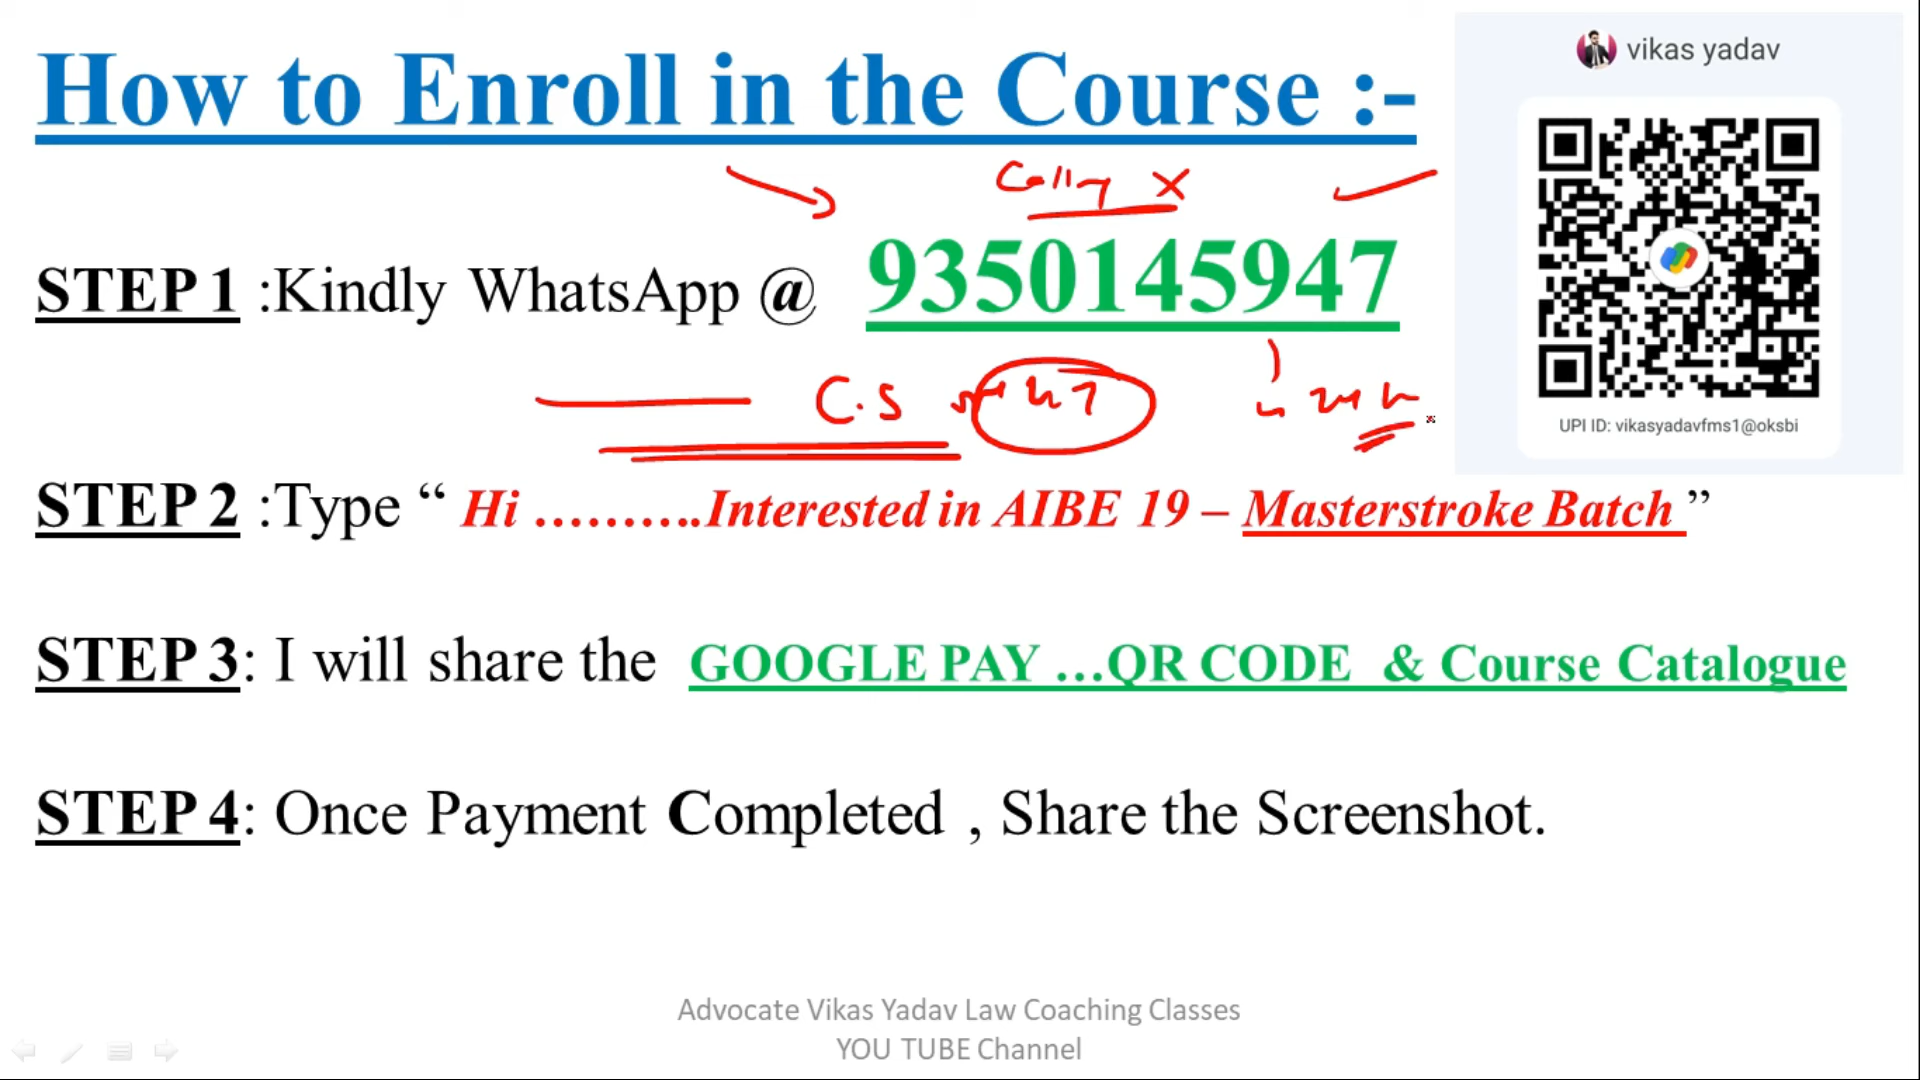 How to Enroll in the Course :-
vikas yadav
Calling X
STEP 1 :Kindly WhatsApp @ 9350145947
C.S
UPI ID: vikasyadavfms1@oksbi
STEP 2 :Type “ Hi ……….Interested in AIBE 19 – Masterstroke Batch ”
STEP 3: I will share the GOOGLE PAY …QR CODE & Course Catalogue
STEP 4: Once Payment Completed , Share the Screenshot.
Advocate Vikas Yadav Law Coaching Classes
YOU TUBE Channel